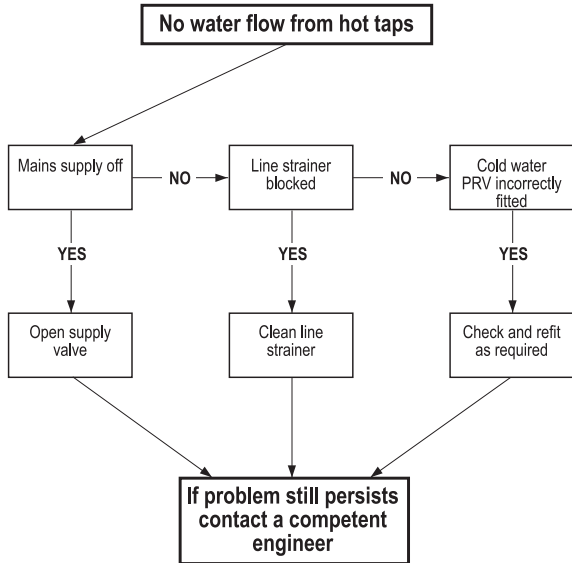 No water flow from hot taps
Mains supply off
NO
Line strainer
blocked
NO
Cold water
PRV incorrectly
fitted
YES
YES
YES
Open supply
valve
Clean line
strainer
Check and refit
as required
If problem still persists
contact a competent
engineer